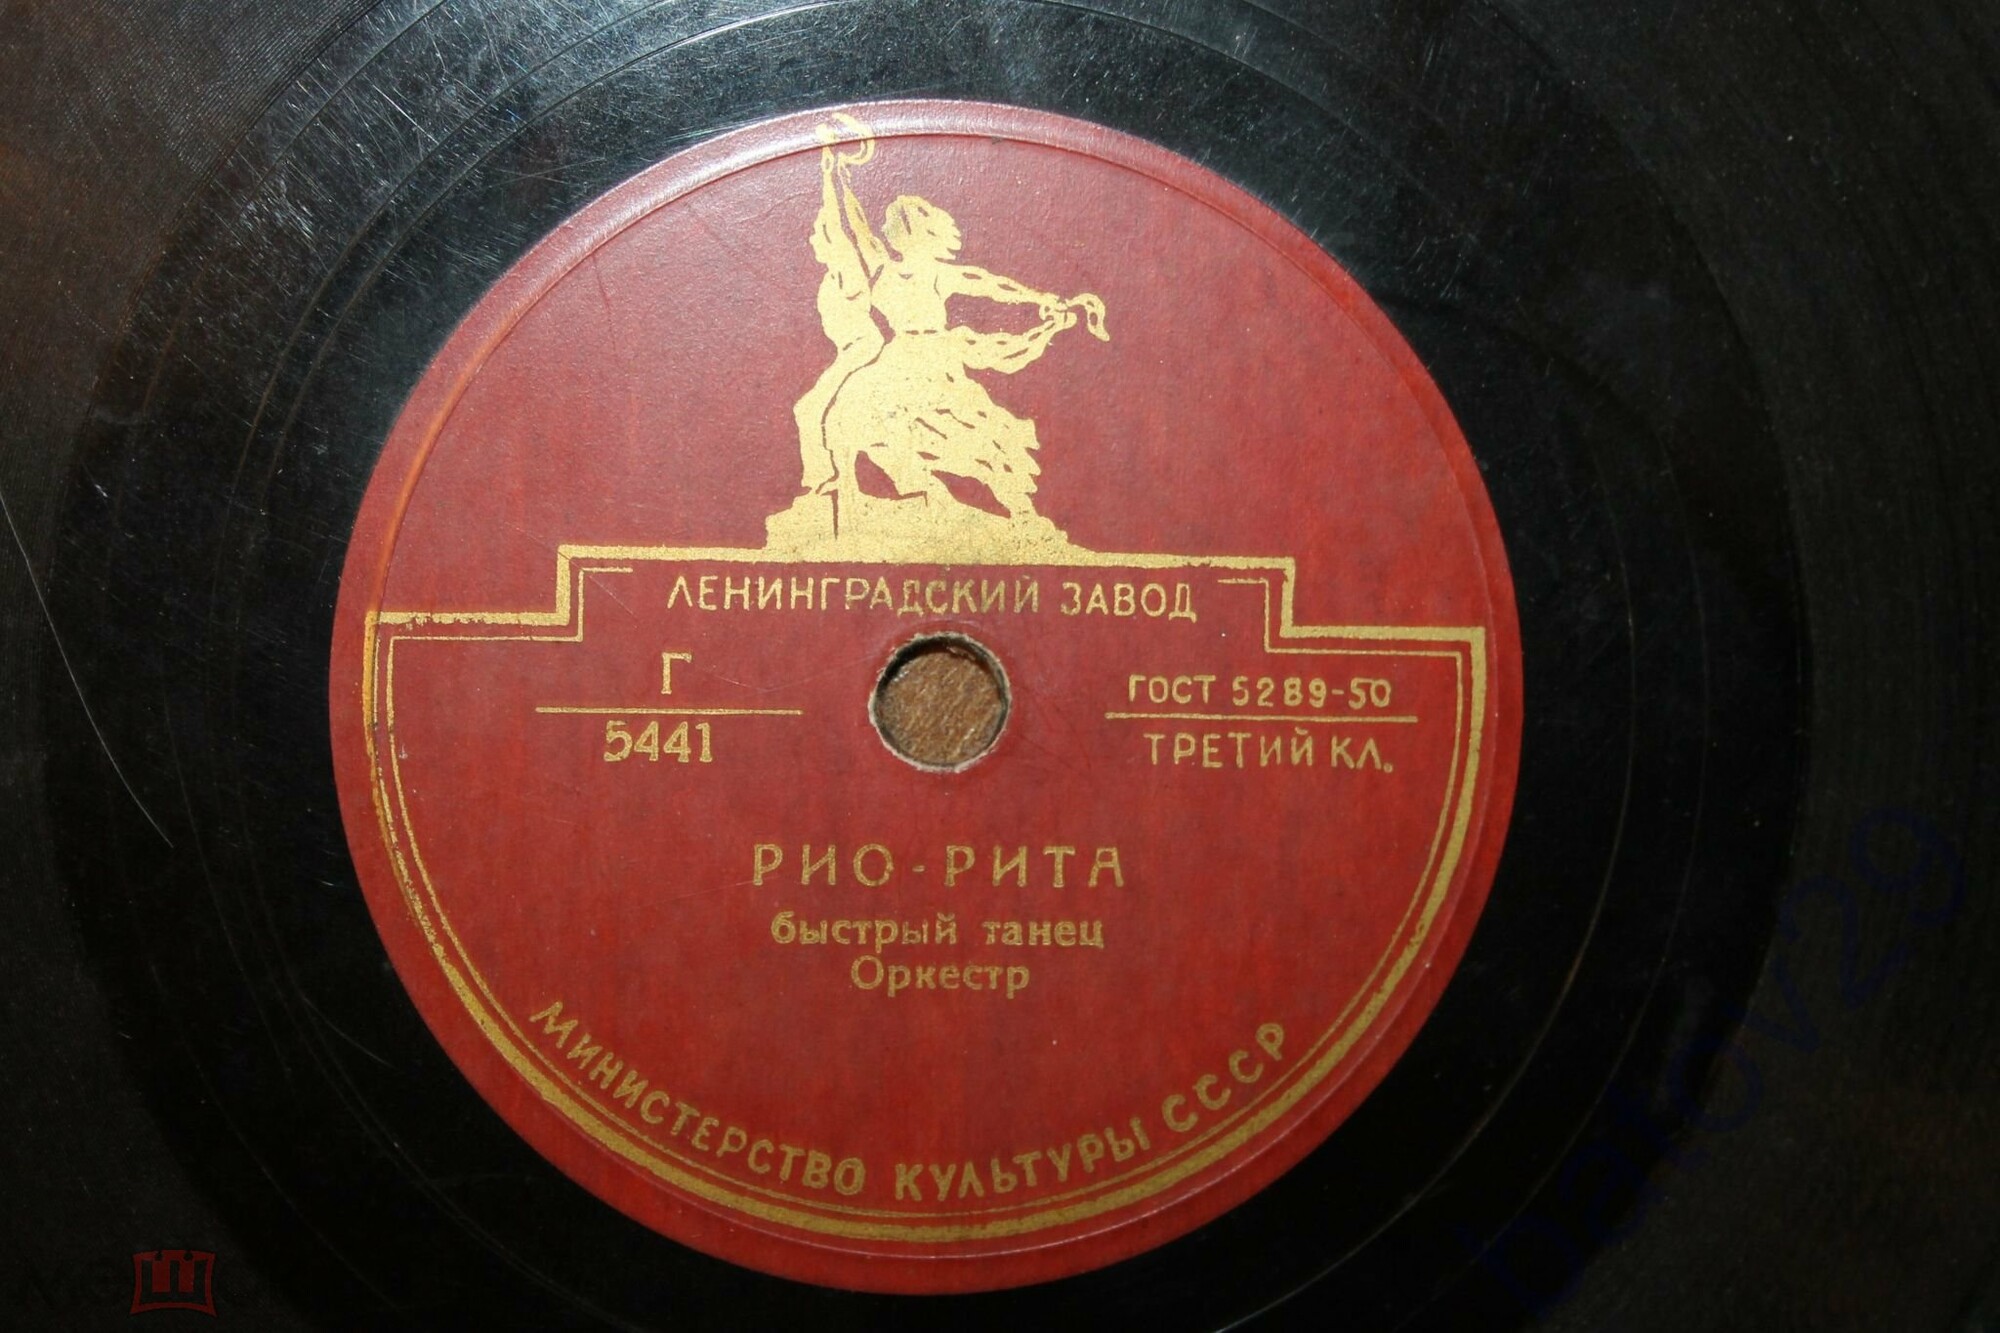 ЛЕНИНГРАДСКИЙ ЗАВОД
Г
5441
ГОСТ 5289-50
ТРЕТИЙ КЛ.
РИО-РИТА
быстрый танец
Оркестр
МИНИСТЕРСТВО КУЛЬТУРЫ СССР